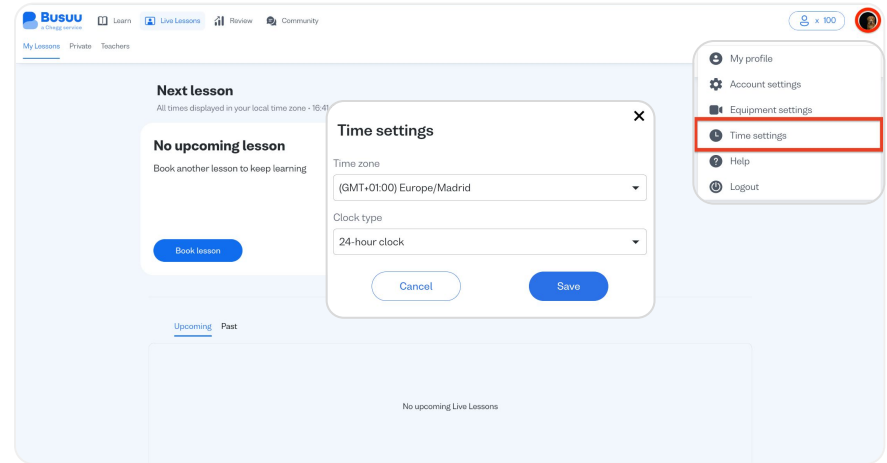 BUSUU
a Chegg service
Learn
Live Lessons
Review
Community
x 100
My Lessons Private Teachers
My profile
Account settings
Equipment settings
Time settings
Help
Logout
Next lesson
All times displayed in your local time zone - 16:41
No upcoming lesson
Book another lesson to keep learning
Book lesson
Time settings
Time zone
(GMT+01:00) Europe/Madrid
Clock type
24-hour clock
Cancel
Save
Upcoming Past
No upcoming Live Lessons